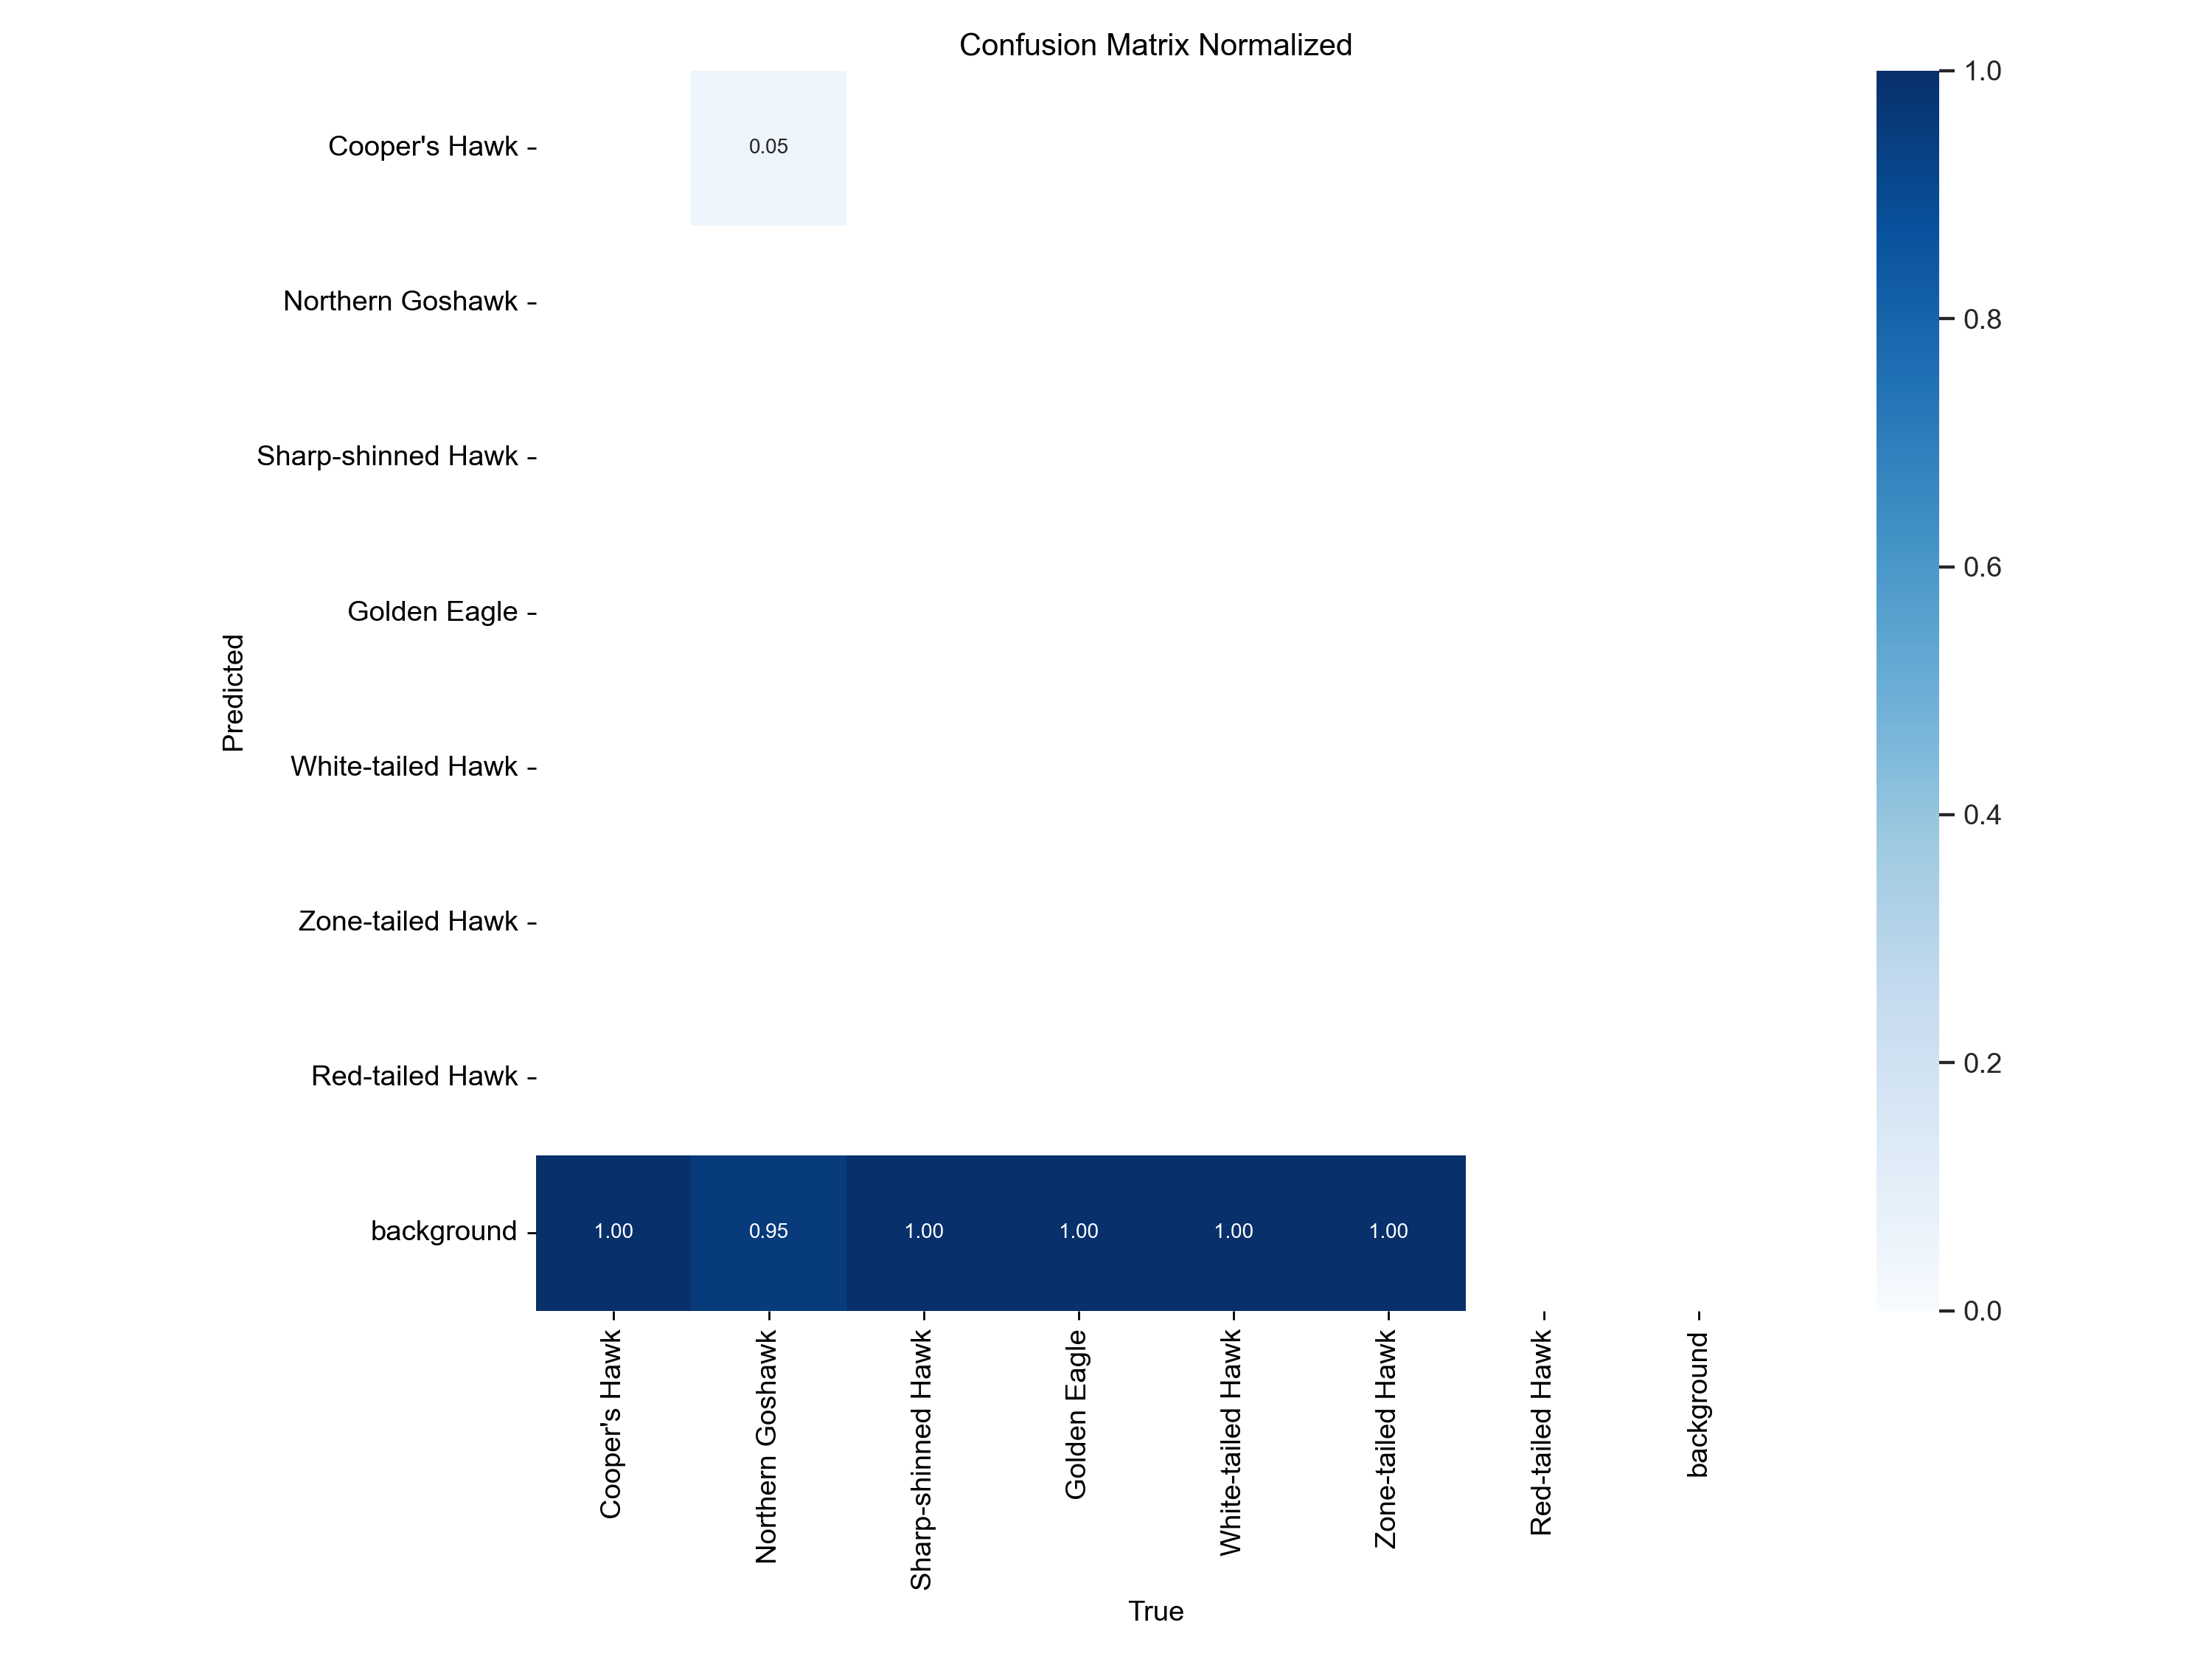 Confusion Matrix Normalized
Cooper's Hawk
Northern Goshawk
Sharp-shinned Hawk
Golden Eagle
White-tailed Hawk
Zone-tailed Hawk
Red-tailed Hawk
background
Predicted
0.05
1.00 0.95 1.00 1.00 1.00 1.00
Cooper's Hawk
Northern Goshawk
Sharp-shinned Hawk
Golden Eagle
White-tailed Hawk
Zone-tailed Hawk
Red-tailed Hawk
background
True
1.0
0.8
0.6
0.4
0.2
0.0